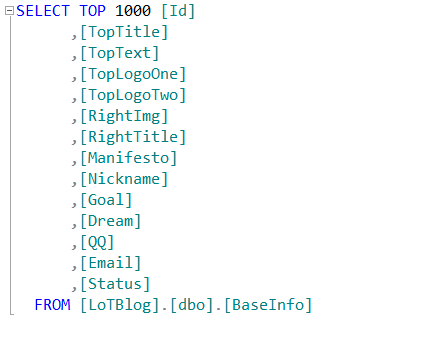 SELECT TOP 1000 [Id]
      ,[TopTitle]
      ,[TopText]
      ,[TopLogoOne]
      ,[TopLogoTwo]
      ,[RightImg]
      ,[RightTitle]
      ,[Manifesto]
      ,[Nickname]
      ,[Goal]
      ,[Dream]
      ,[QQ]
      ,[Email]
      ,[Status]
  FROM [LoTBlog].[dbo].[BaseInfo]